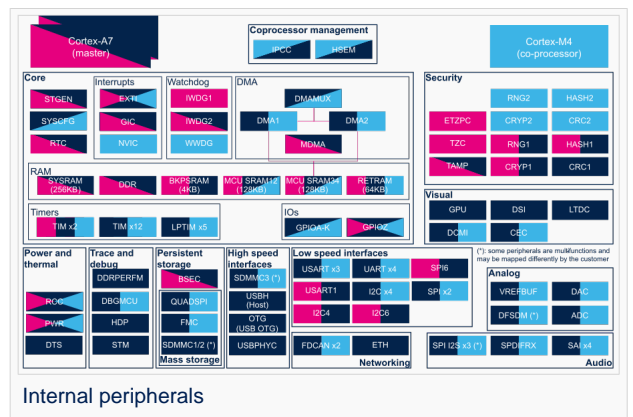 Cortex-A7
(master)
Coprocessor management
IPCC
HSEM
Cortex-M4
(co-processor)
Core
STGEN
SYSCFG
RTC
Interrupts
EXTI
GIC
NVIC
Watchdog
IWDG1
IWDG2
WWDG
DMA
DMAMUX
DMA1
DMA2
MDMA
Security
RNG2
HASH2
ETZPC
CRYP2
CRC2
TZC
RNG1
HASH1
TAMP
CRYP1
CRC1
RAM
SYSRAM
(256KB)
DDR
BKPSRAM
(4KB)
MCU SRAM12
(128KB)
MCU SRAM34
(128KB)
RETRAM
(64KB)
Timers
TIM x2
TIM x12
LPTIM x5
IOs
GPIOA-K
GPIOZ
Visual
GPU
DSI
LTDC
DCMI
CEC
(*): some peripherals are multifunctions and
may be mapped differently by the customer
Power and
thermal
RCC
PWR
DTS
Trace and
debug
DDRPERFM
DBGMCU
HDP
STM
Persistent
storage
BSEC
QUADSPI
FMC
SDMMC1/2 (*)
Mass storage
High speed
interfaces
SDMMC3 (*)
USBH
(Host)
OTG
(USB OTG)
USBPHYC
Low speed interfaces
USART x3
UART x4
SPI6
USART1
I2C x4
SPI x2
I2C4
I2C6
FDCAN x2
ETH
Networking
Analog
VREFBUF
DAC
DFSDM (*)
ADC
SPI I2S x3 (*)
SPDIFRX
SAI x4
Audio
Internal peripherals